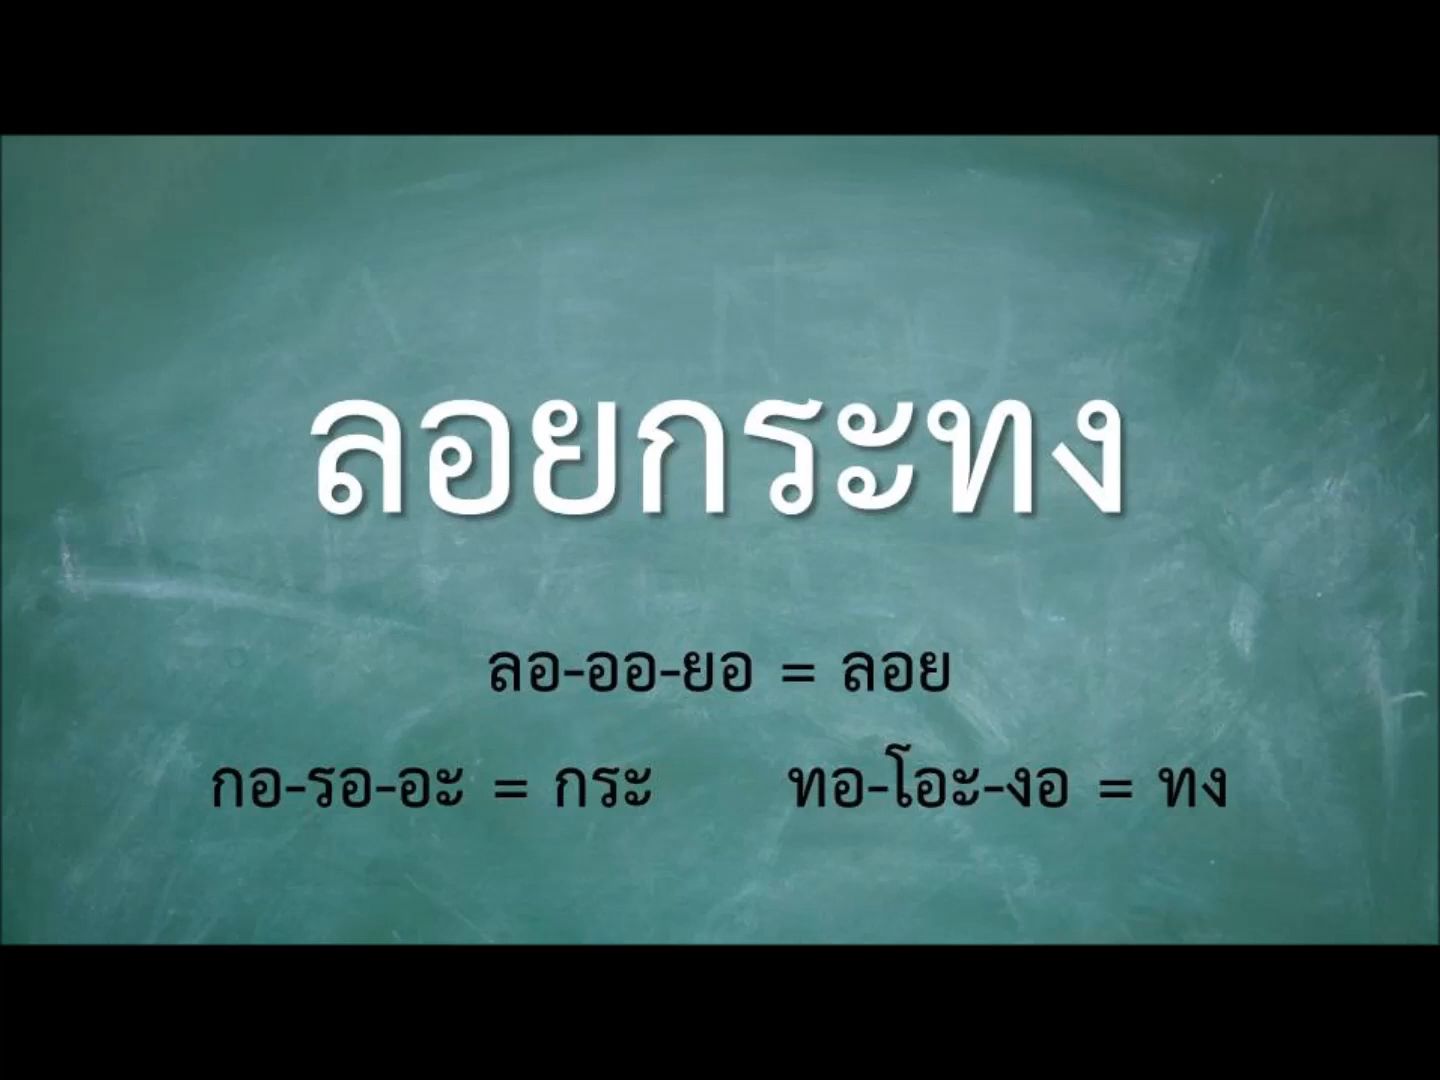 ลอยกระทง
ลอ-ออ-ยอ = ลอย
กอ-รอ-อะ = กระ ทอ-โอะ-งอ = ทง